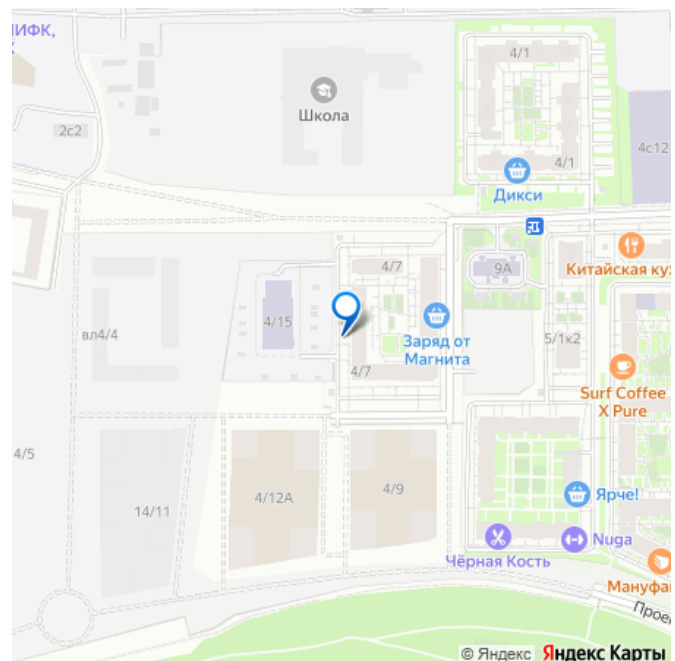 ИФК,
2с2
Школа
4/1
4/1
4с12
Дикси
4/7
9А
Китайская ку
вл4/4
4/15
Заряд от
Магнита
5/1к2
4/7
Surf Coffee
X Pure
4/5
14/11
4/12А
4/9
Ярче!
Nuga
Чёрная Кость
Мануфа
Прое
© Яндекс Яндекс Карты